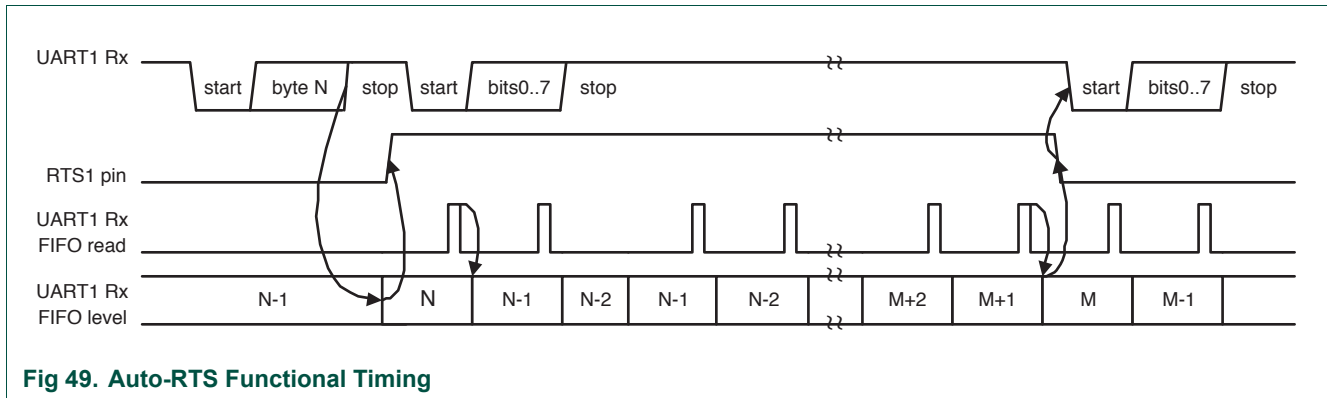 UART1 Rx
start byte N stop start bits0..7 stop start bits0..7 stop
RTS1 pin
UART1 Rx
FIFO read
UART1 Rx
FIFO level
N-1 N N-1 N-2 N-1 N-2 M+2 M+1 M M-1
Fig 49. Auto-RTS Functional Timing